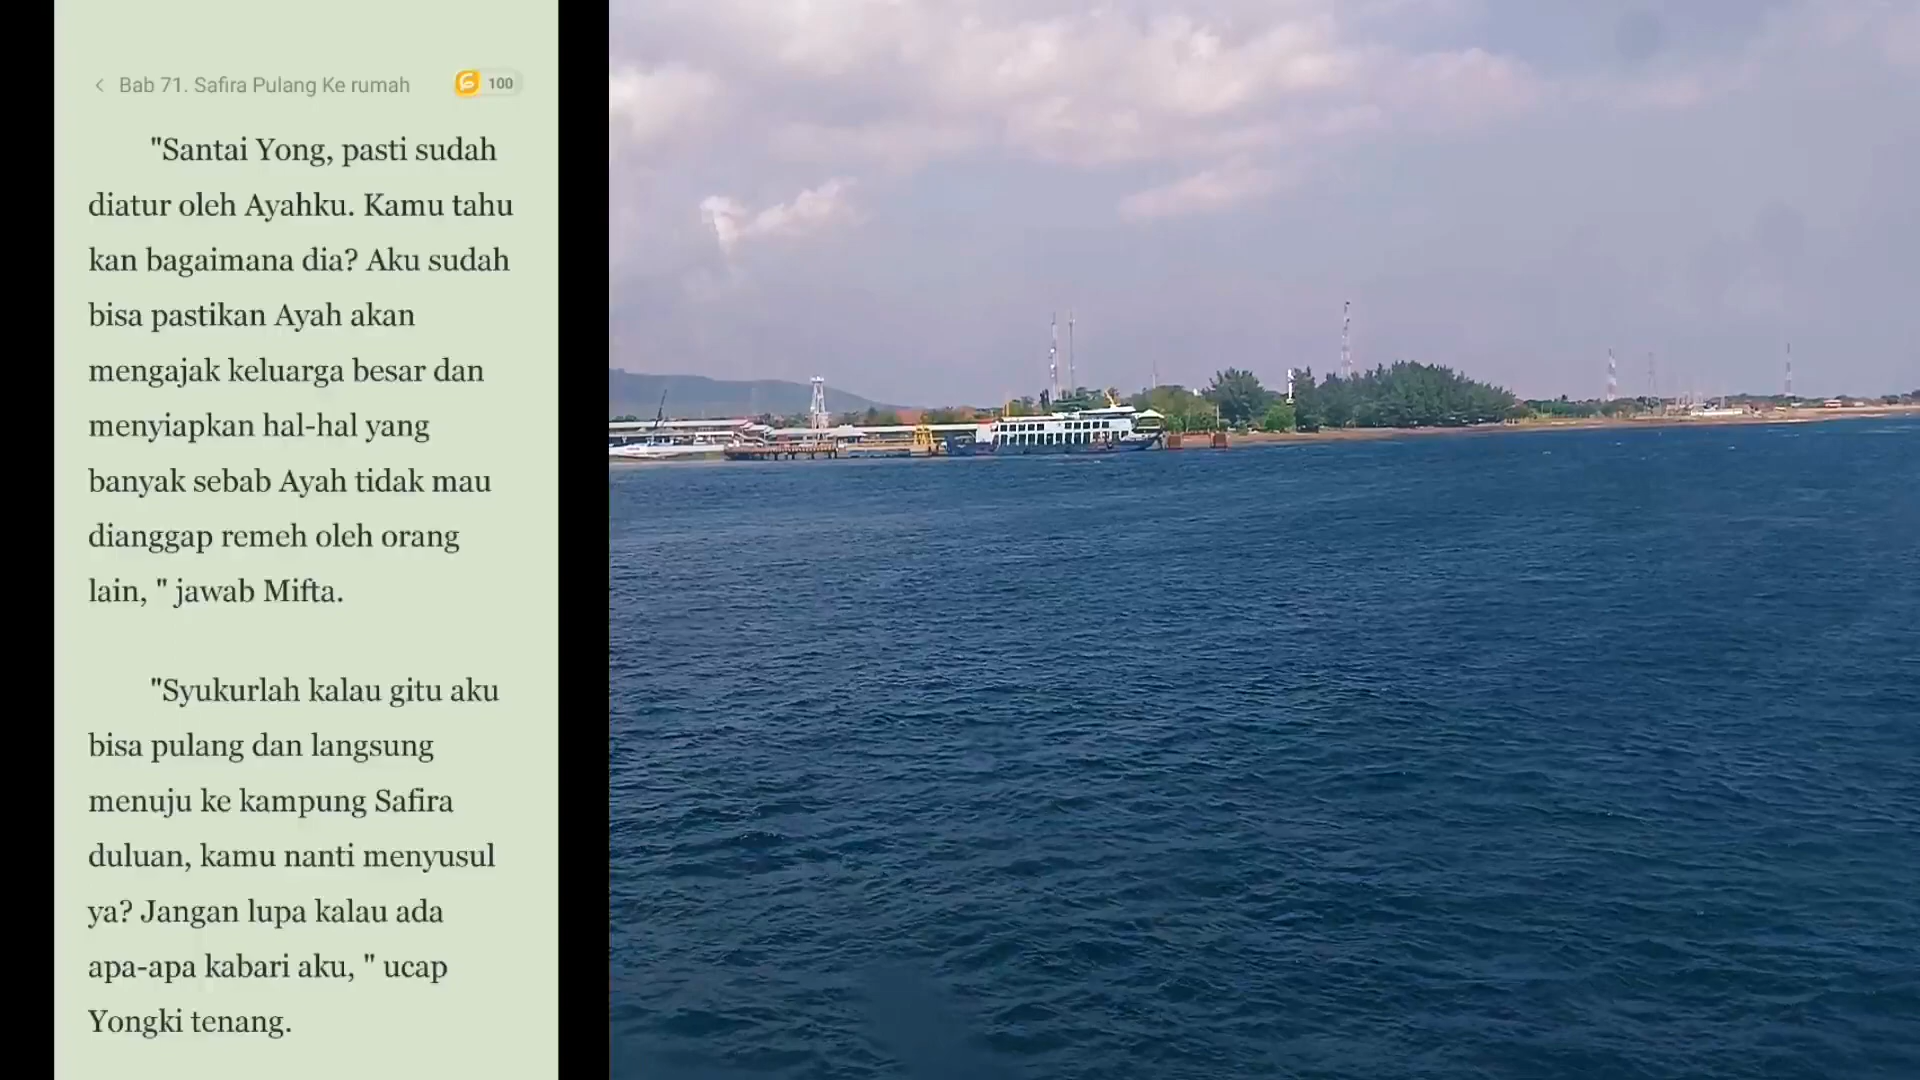 Bab 71. Safira Pulang Ke rumah
100
"Santai Yong, pasti sudah
diatur oleh Ayahku. Kamu tahu
kan bagaimana dia? Aku sudah
bisa pastikan Ayah akan
mengajak keluarga besar dan
menyiapkan hal-hal yang
banyak sebab Ayah tidak mau
dianggap remeh oleh orang
lain, " jawab Mifta.
"Syukurlah kalau gitu aku
bisa pulang dan langsung
menuju ke kampung Safira
duluan, kamu nanti menyusul
ya? Jangan lupa kalau ada
apa-apa kabari aku, " ucap
Yongki tenang.